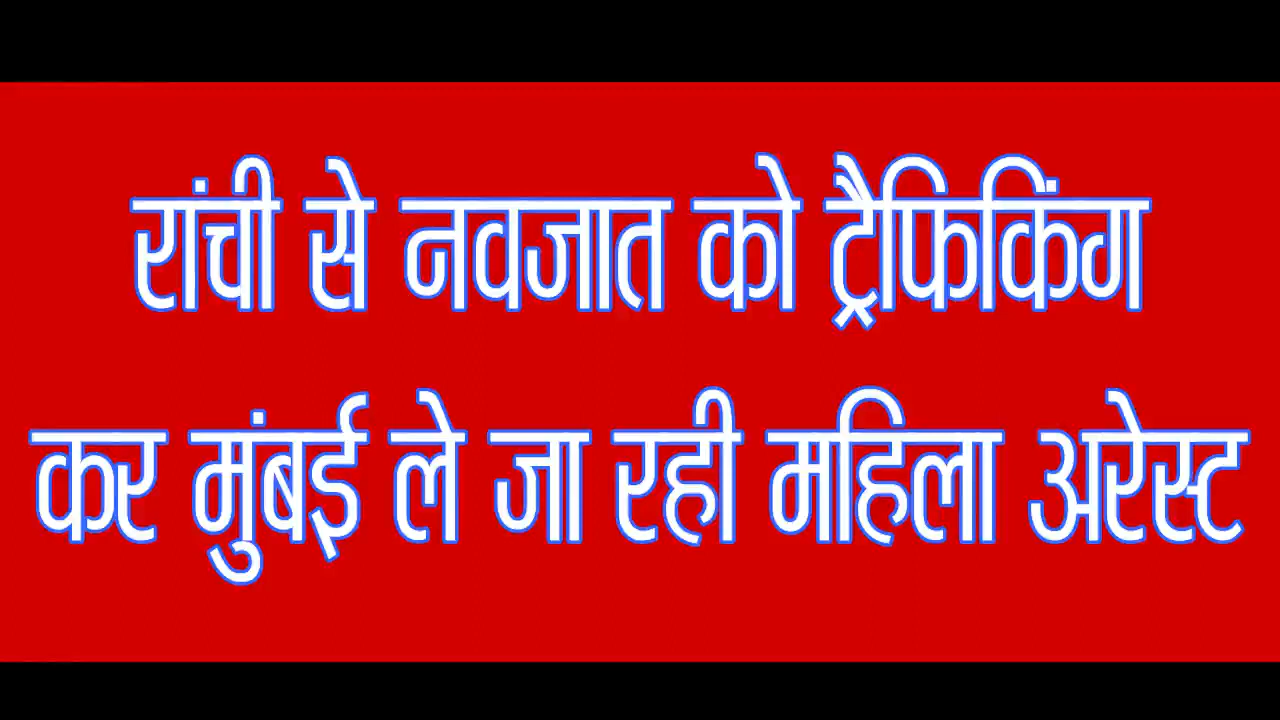 रांची से नवजात को ट्रैफिकिंग
कर मुंबई ले जा रही महिला अरेस्ट